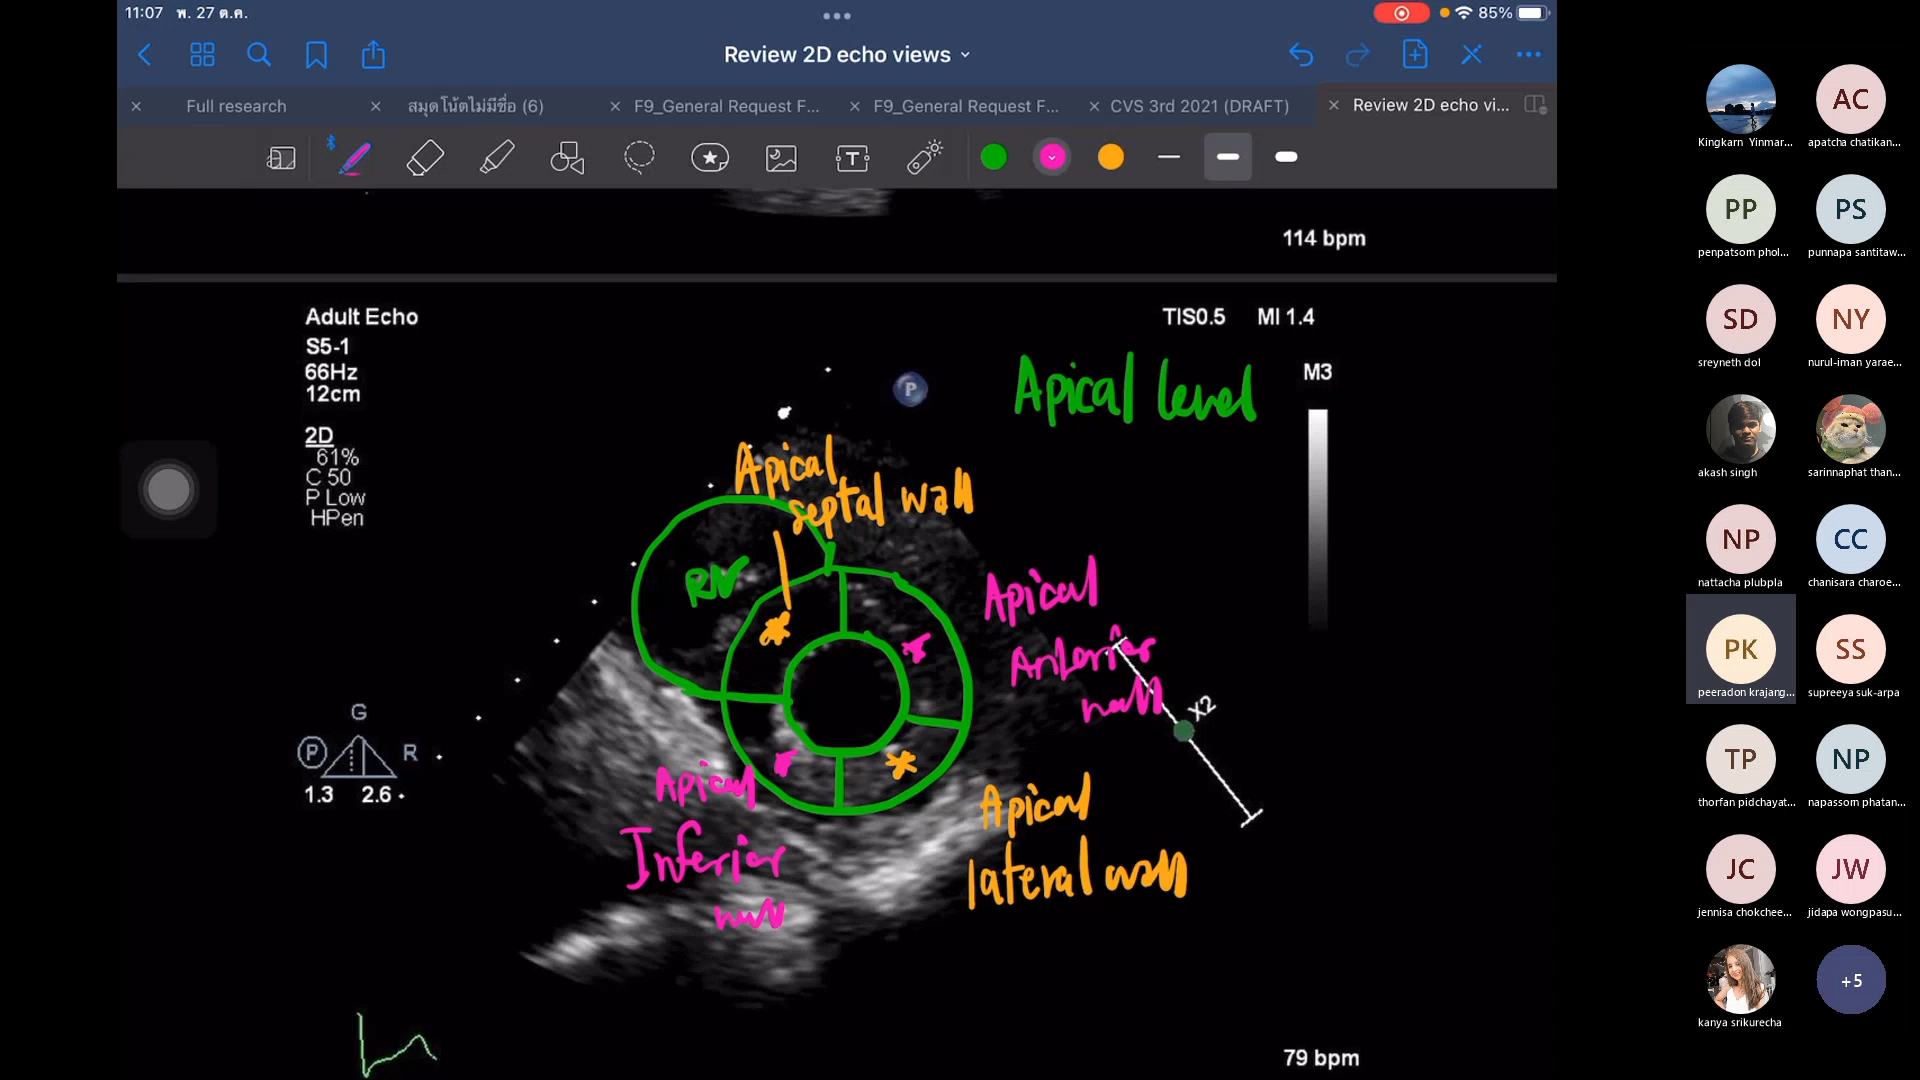 11:07 พ. 27 ต.ค.
85%
Review 2D echo views
Full research
สมุดโน้ตไม่มีชื่อ (6)
F9_General Request F...
F9_General Request F...
CVS 3rd 2021 (DRAFT)
Review 2D echo vi...
T
114 bpm
Adult Echo
TIS0.5 MI 1.4
S5-1
66Hz
12cm
M3
2D
61%
C 50
P Low
HPen
P
Apical level
Apical
septal wall
RV
Apical
Anterior
wall
X2
G
P R
1.3 2.6
Apical
Inferior
wall
Apical
lateral wall
79 bpm
Kingkarn Yinmar...
AC
apatcha chatikan...
PP
penpatsorn phol...
PS
punnapa santitaw...
SD
sreyneth dol
NY
nurul-iman yarae...
akash singh
sarinnaphat than...
NP
nattacha plubpla
CC
chanisara charoe...
PK
peeradon krajang...
SS
supreeya suk-arpa
TP
thorfan pidchayat...
NP
napassorn phatan...
JC
jennisa chokchee...
JW
jidapa wongpasu...
kanya srikurecha
+5